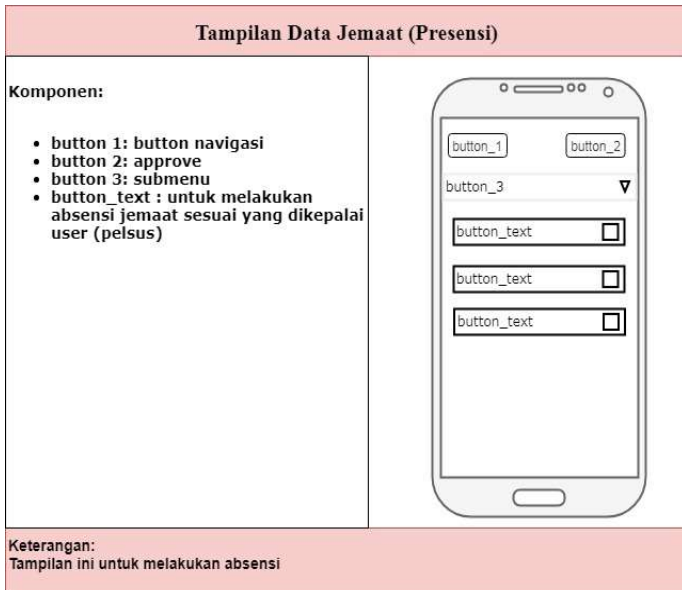 Tampilan Data Jemaat (Presensi)
Komponen:
• button 1: button navigasi
• button 2: approve
• button 3: submenu
• button_text : untuk melakukan
absensi jemaat sesuai yang dikepalai
user (pelsus)
button_1
button_2
button_3
button_text
button_text
button_text
Keterangan:
Tampilan ini untuk melakukan absensi